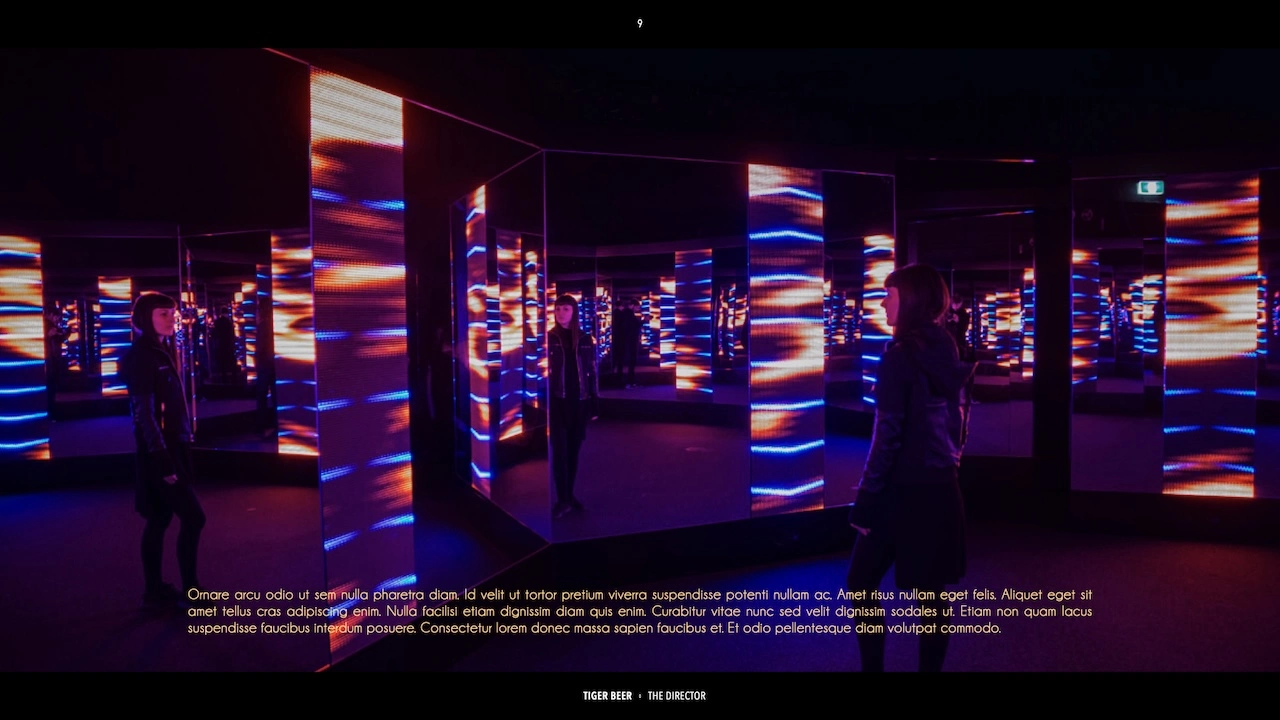 9
Ornare arcu odio ut sem nulla pharetra diam. Id velit ut tortor pretium viverra suspendisse potenti nullam ac. Amet risus nullam eget felis. Aliquet eget sit
amet tellus cras adipiscing enim. Nulla facilisi etiam dignissim diam quis enim. Curabitur vitae nunc sed velit dignissim sodales ut. Etiam non quam lacus
suspendisse faucibus interdum posuere. Consectetur lorem donec massa sapien faucibus et. Et odio pellentesque diam volutpat commodo.
TIGER BEER THE DIRECTOR